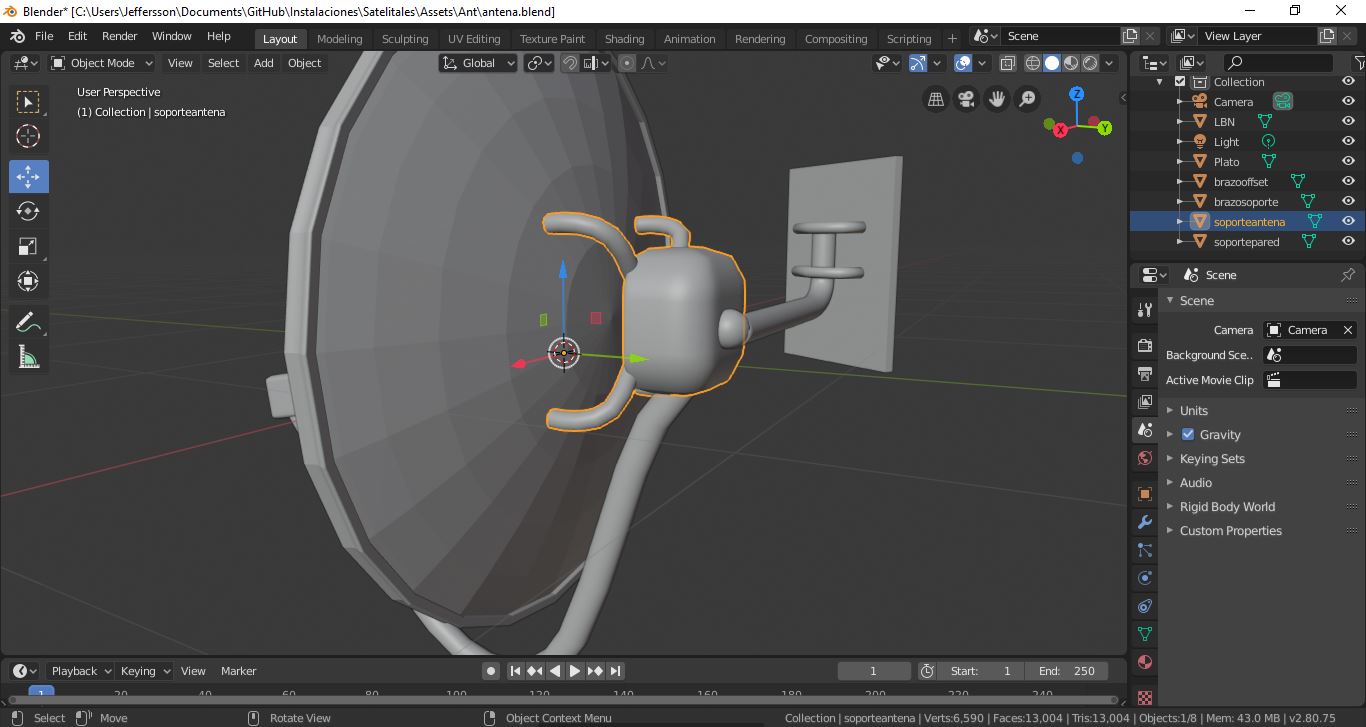 Blender* [C:\Users\Jeffersson\Documents\GitHub\Instalaciones\Satelitales\Assets\Ant\antena.blend]
File Edit Render Window Help Layout Modeling Sculpting UV Editing Texture Paint Shading Animation Rendering Compositing Scripting + Scene View Layer
Object Mode View Select Add Object Global
User Perspective
(1) Collection | soporteantena
Z
X
Y
Collection
Camera
LBN
Light
Plato
brazooffset
brazosoporte
soporteantena
soportepared
Scene
Scene
Camera Camera
Background Sce..
Active Movie Clip
Units
Gravity
Keying Sets
Audio
Rigid Body World
Custom Properties
Playback Keying View Marker 1 Start: 1 End: 250
1 20 40 60 80 100 120 140 160 180 200 220 240
Select Move Rotate View Object Context Menu Collection | soporteantena | Verts:6,590 | Faces:13,004 | Tris:13,004 | Objects:1/8 | Mem: 43.0 MB | v2.80.75